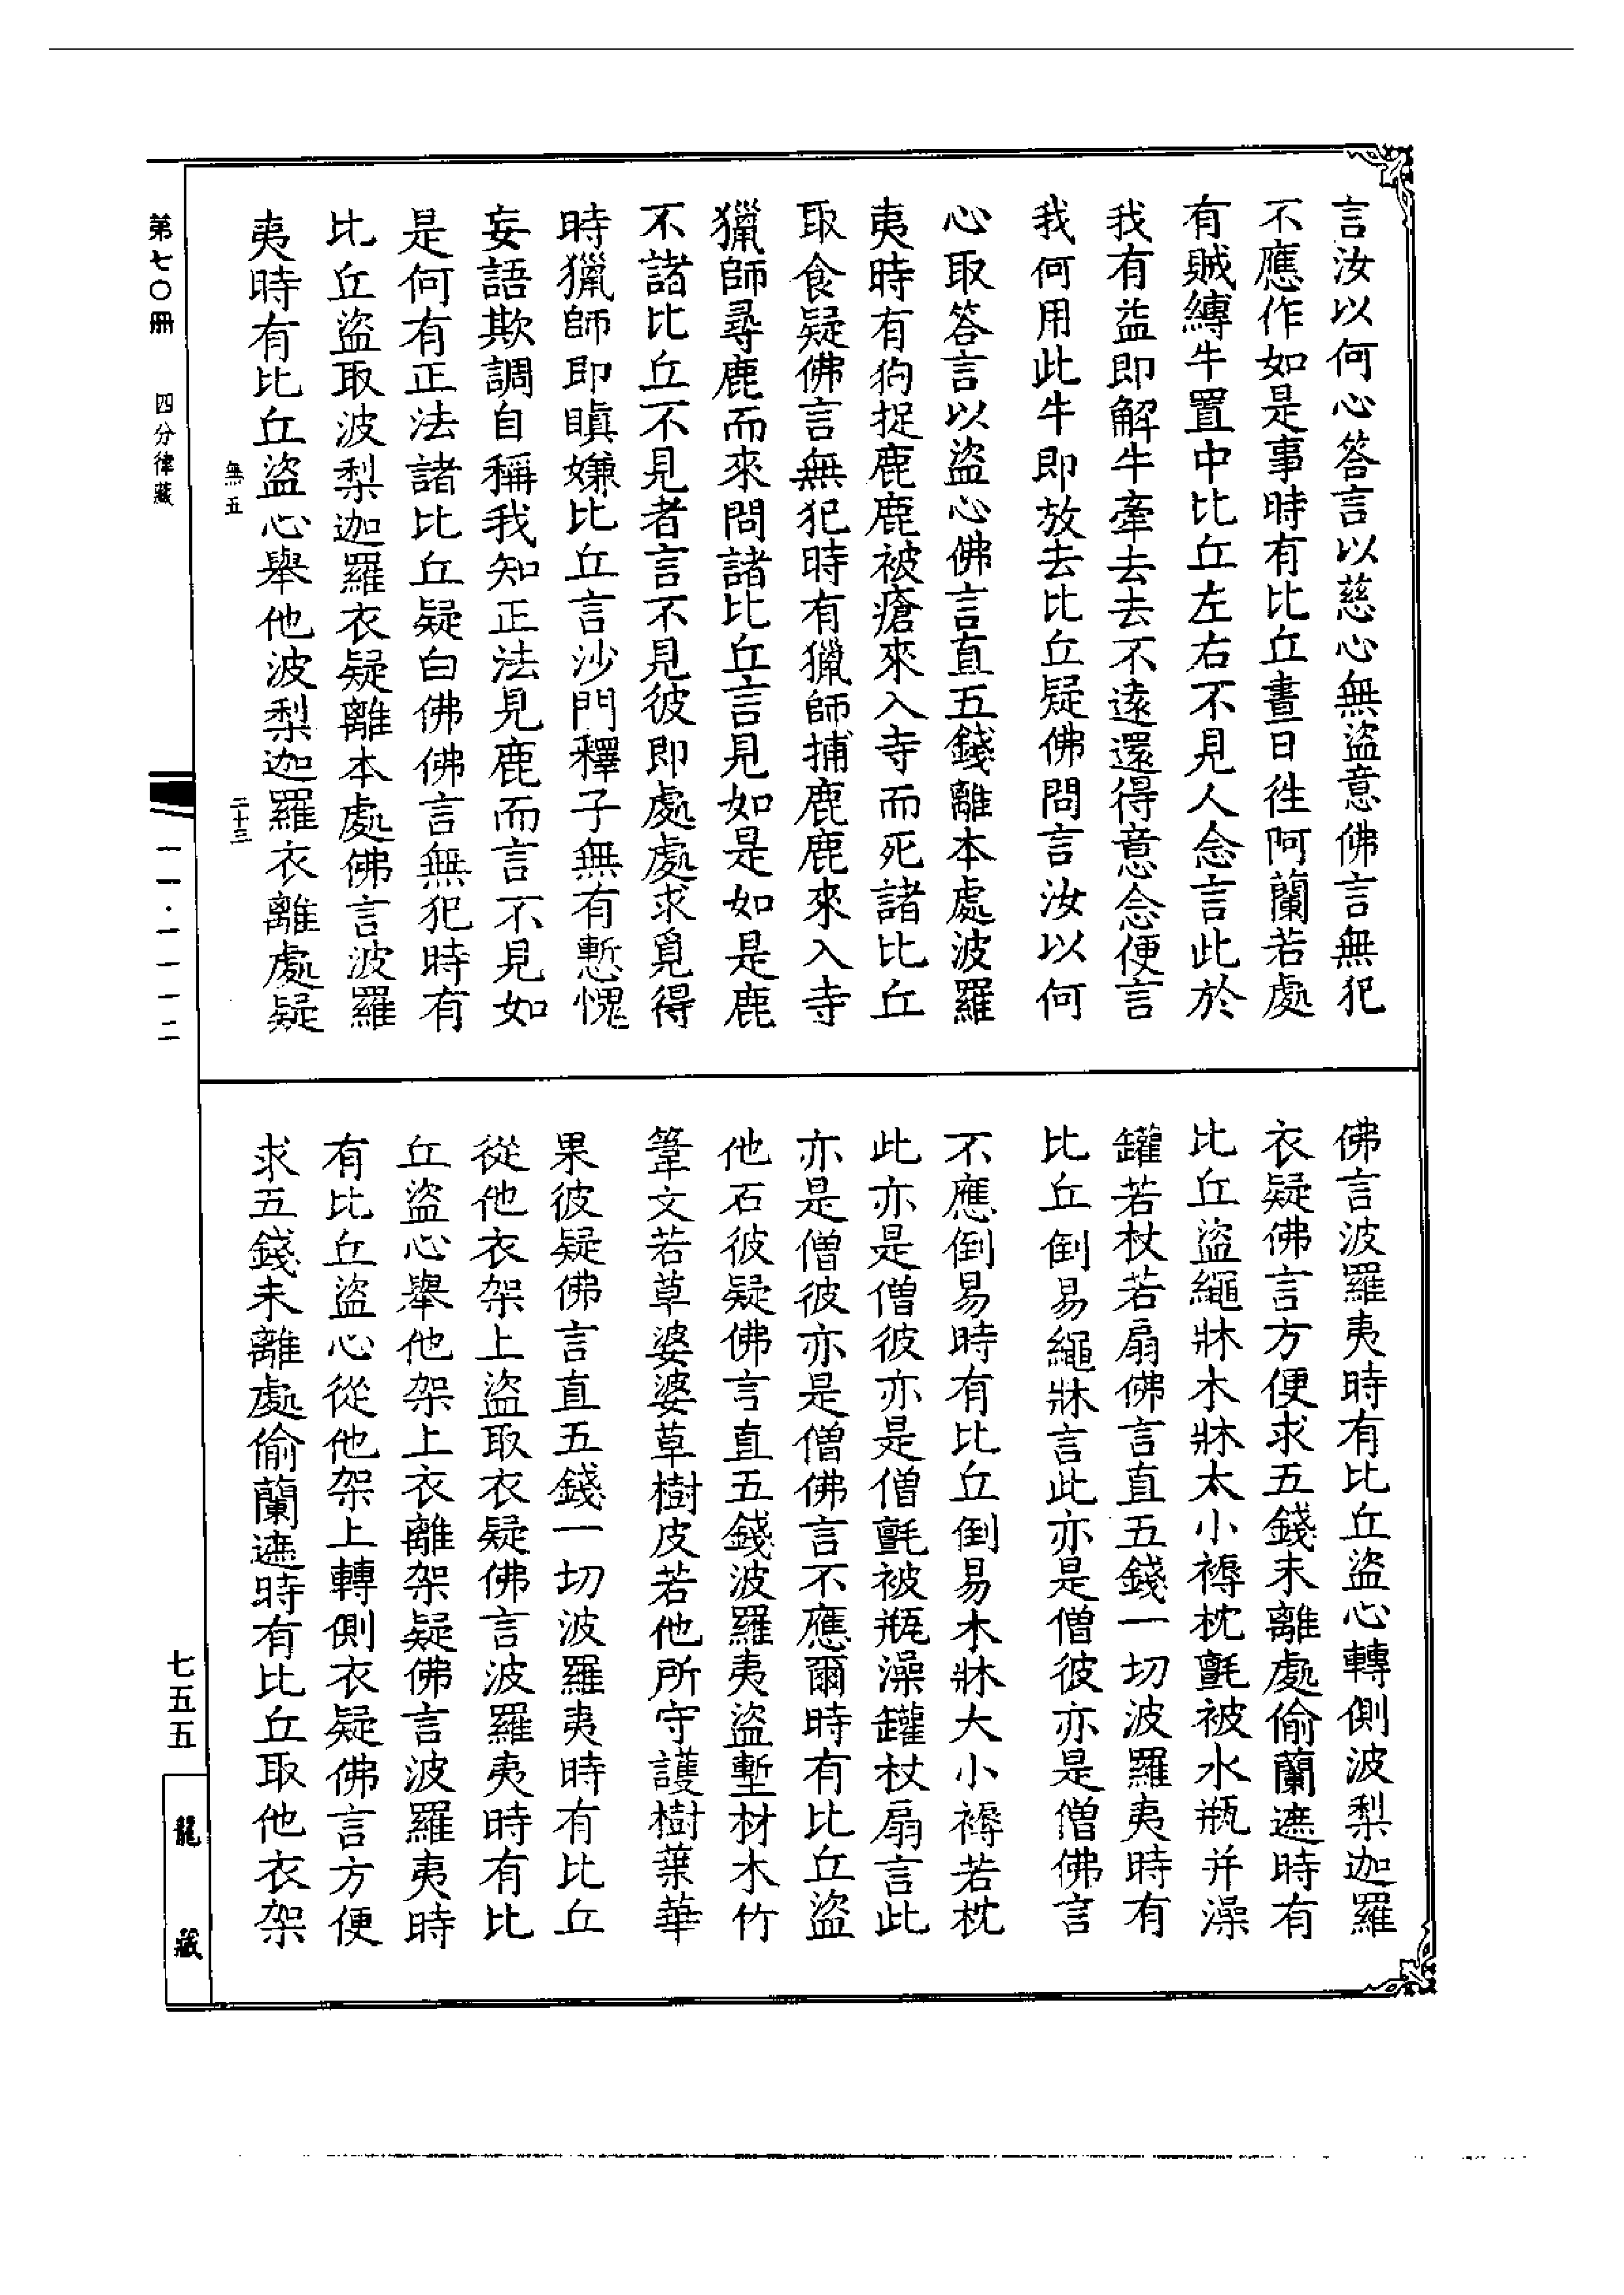 言汝以何心答言以慈心無盜意佛言無犯
不應作如是事時有比丘晝日徃阿蘭若處
有賊縛牛置中比丘左右不見人念言此於
我有益即解牛牽去去不遠還得意念便言
我何用此牛即放去比丘疑佛問言汝以何
心取答言以盜心佛言直五錢離本處波羅
夷時有狗捉鹿鹿被瘡來入寺而死諸比丘
取食疑佛言無犯時有獵師捕鹿鹿來入寺
獵師尋鹿而來問諸比丘言見如是如是鹿
不諸比丘不見者言不見彼即處處求覓得
時獵師即瞋嫌比丘言沙門釋子無有慙愧
妄語欺調自稱我知正法見鹿而言不見如
是何有正法諸比丘疑白佛佛言無犯時有
比丘盜取波梨迦羅衣疑離本處佛言波羅
夷時有比丘盜心舉他波梨迦羅衣離處疑
佛言波羅夷時有比丘盜心轉側波梨迦羅
衣疑佛言方便求五錢未離處偷蘭遮時有
比丘盜繩牀木牀太小褥枕氈被水瓶并澡
罐若杖若扇佛言直五錢一切波羅夷時有
比丘倒易繩牀言此亦是僧彼亦是僧佛言
不應倒易時有比丘倒易木牀大小褥若枕
此亦是僧彼亦是僧氈被瓶澡罐杖扇言此
亦是僧彼亦是僧佛言不應爾時有比丘盜
他石彼疑佛言直五錢波羅夷盜塹材木竹
葦文若草婆婆草樹皮若他所守護樹葉華
果彼疑佛言直五錢一切波羅夷時有比丘
從他衣架上盜取衣疑佛言波羅夷時有比
丘盜心舉他架上衣離架疑佛言波羅夷時
有比丘盜心從他架上轉側衣疑佛言方便
求五錢未離處偷蘭遮時有比丘取他衣架
無五
二十三
第七〇冊
四分律藏
一一·一一一二
七五五
龍藏